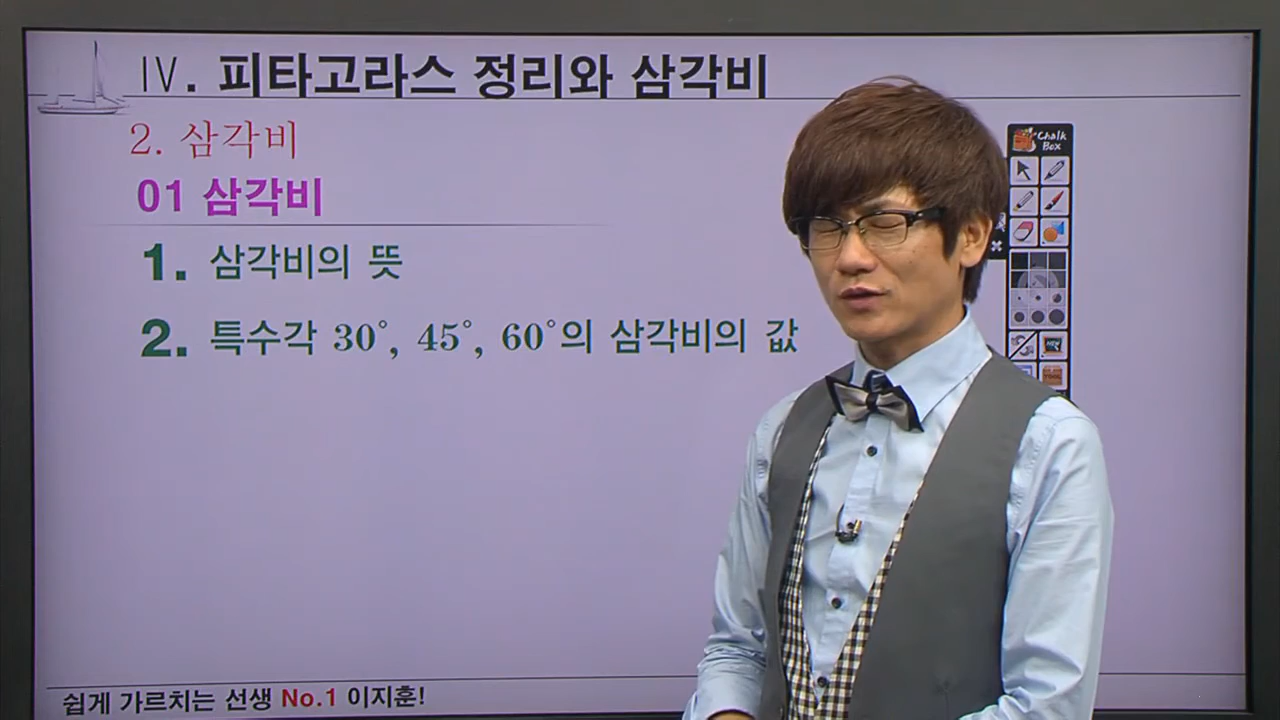 IV. 피타고라스 정리와 삼각비
2. 삼각비
01 삼각비
1. 삼각비의 뜻
2. 특수각 30°, 45°, 60°의 삼각비의 값
Chalk
Box
쉽게 가르치는 선생 No.1 이지훈!